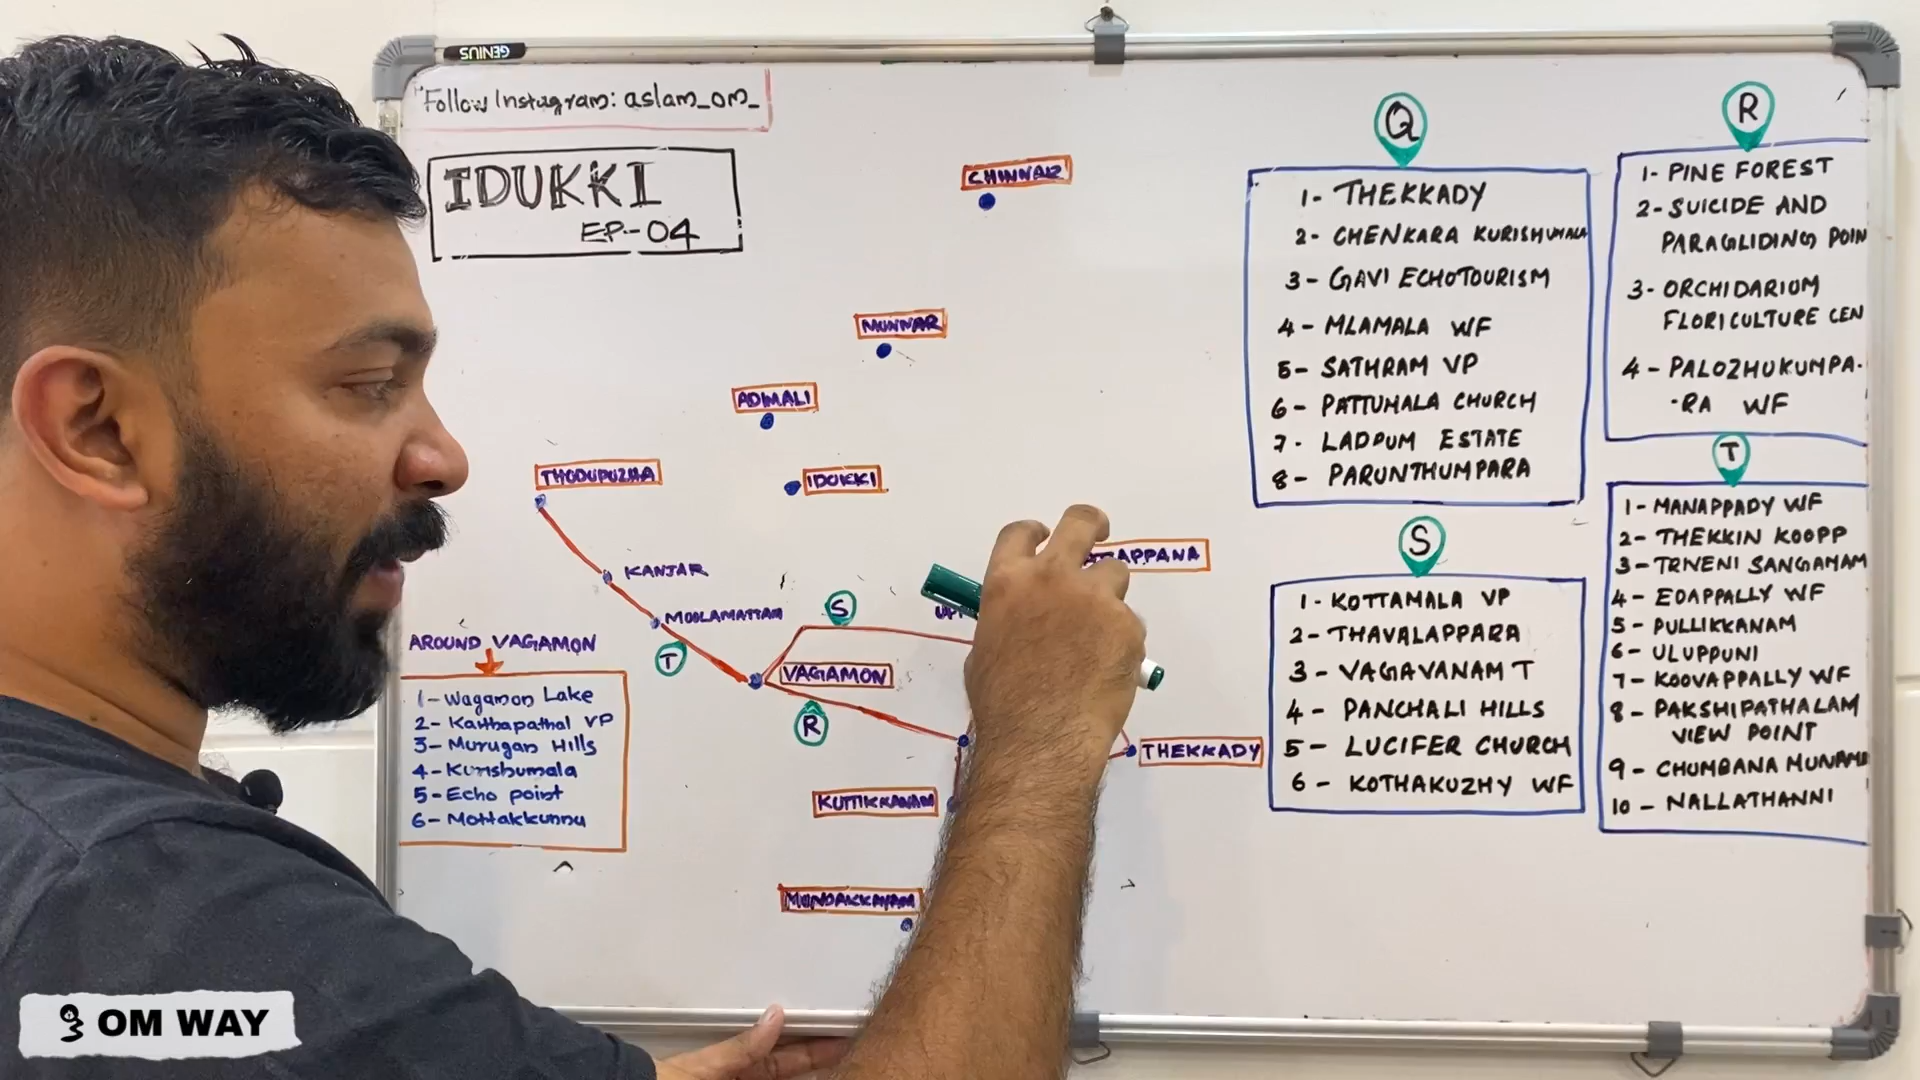 GENIUS
Follow Instagram: aslam_om_
IDUKKI
EP-04
CHINNAR
MUNNAR
ADIMALI
THODUPUZHA
IDUKKI
KANJAR
MOOLAMATTAM
S
T
VAGAMON
R
THEKKADY
KUTTIKKANAM
MUNDAKKAYAM
AROUND VAGAMON
1- Wagamon Lake
2- Kaithapathal VP
3- Murugan Hills
4- Kurishumala
5- Echo point
6- Mottakkunnu
Q
1- THEKKADY
2- CHENKARA KURISHUMALA
3- GAVI ECHOTOURISM
4- MLAMALA WF
5- SATHRAM VP
6- PATTUMALA CHURCH
7- LADPUM ESTATE
8- PARUNTHUMPARA
R
1- PINE FOREST
2- SUICIDE AND
PARAGLIDING POIN
3- ORCHIDARIUM
FLORICULTURE CEN
4- PALOZHUKUMPA-
-RA WF
S
1- KOTTAMALA VP
2- THAVALAPPARA
3- VAGAVANAM T
4- PANCHALI HILLS
5- LUCIFER CHURCH
6- KOTHAKUZHY WF
T
1- MANAPPADY WF
2- THEKKIN KOOPP
3- TRIVENI SANGAMAM
4- EDAPPALLY WF
5- PULLIKKANAM
6- ULUPPUNI
7- KOOVAPPALLY WF
8- PAKSHIPATHALAM
VIEW POINT
9- CHUMBANA MUNAMB
10- NALLATHANNI
OM WAY